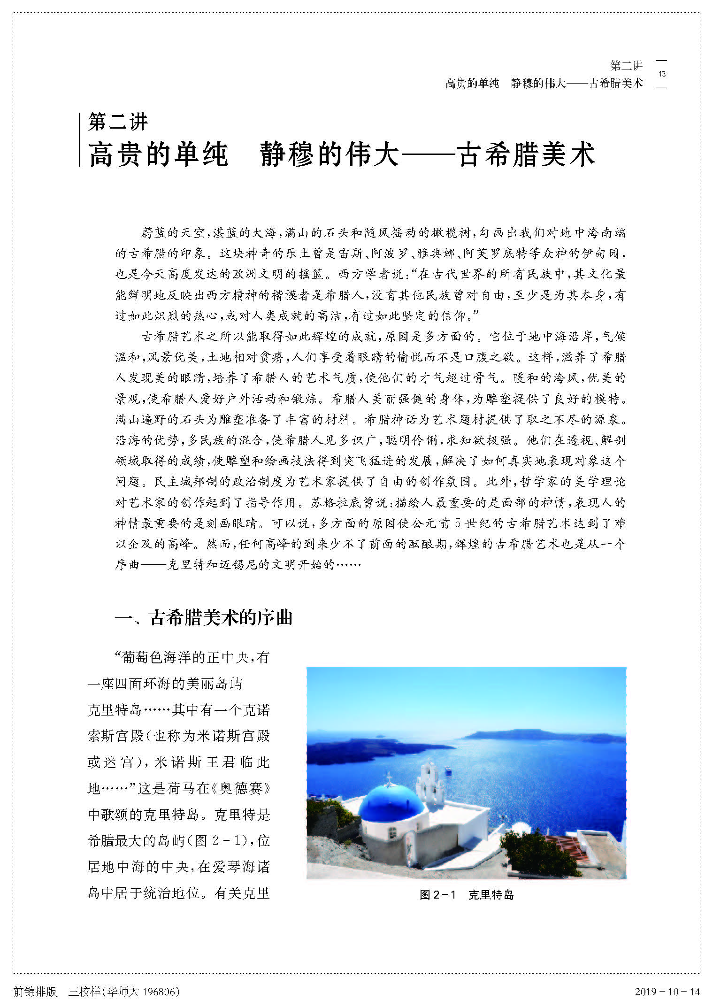 第二讲
高贵的单纯　静穆的伟大——古希腊美术
13
第二讲
高贵的单纯　静穆的伟大——古希腊美术
蔚蓝的天空，湛蓝的大海，满山的石头和随风摇动的橄榄树，勾画出我们对地中海南端
的古希腊的印象。这块神奇的乐土曾是宙斯、阿波罗、雅典娜、阿芙罗底特等众神的伊甸园，
也是今天高度发达的欧洲文明的摇篮。西方学者说：“在古代世界的所有民族中，其文化最
能鲜明地反映出西方精神的楷模者是希腊人，没有其他民族曾对自由，至少是为其本身，有
过如此炽烈的热心，或对人类成就的高洁，有过如此坚定的信仰。”
古希腊艺术之所以能取得如此辉煌的成就，原因是多方面的。它位于地中海沿岸，气候
温和，风景优美，土地相对贫瘠，人们享受着眼睛的愉悦而不是口腹之欲。这样，滋养了希腊
人发现美的眼睛，培养了希腊人的艺术气质，使他们的才气超过骨气。暖和的海风，优美的
景观，使希腊人爱好户外活动和锻炼。希腊人美丽强健的身体，为雕塑提供了良好的模特。
满山遍野的石头为雕塑准备了丰富的材料。希腊神话为艺术题材提供了取之不尽的源泉。
沿海的优势，多民族的混合，使希腊人见多识广，聪明伶俐，求知欲极强。他们在透视、解剖
领域取得的成绩，使雕塑和绘画技法得到突飞猛进的发展，解决了如何真实地表现对象这个
问题。民主城邦制的政治制度为艺术家提供了自由的创作氛围。此外，哲学家的美学理论
对艺术家的创作起到了指导作用。苏格拉底曾说：描绘人最重要的是面部的神情，表现人的
神情最重要的是刻画眼睛。可以说，多方面的原因使公元前 5 世纪的古希腊艺术达到了难
以企及的高峰。然而，任何高峰的到来少不了前面的酝酿期，辉煌的古希腊艺术也是从一个
序曲——克里特和迈锡尼的文明开始的……
一、古希腊美术的序曲
“葡萄色海洋的正中央，有
一座四面环海的美丽岛屿
克里特岛……其中有一个克诺
索斯宫殿（也称为米诺斯宫殿
或迷宫），米诺斯王君临此
地……”这是荷马在《奥德赛》
中歌颂的克里特岛。克里特是
希腊最大的岛屿（图 2-1），位
居地中海的中央，在爱琴海诸
岛中居于统治地位。有关克里
图 2-1　克里特岛
前锦排版　三校样（华师大 196806）
2019-10-14